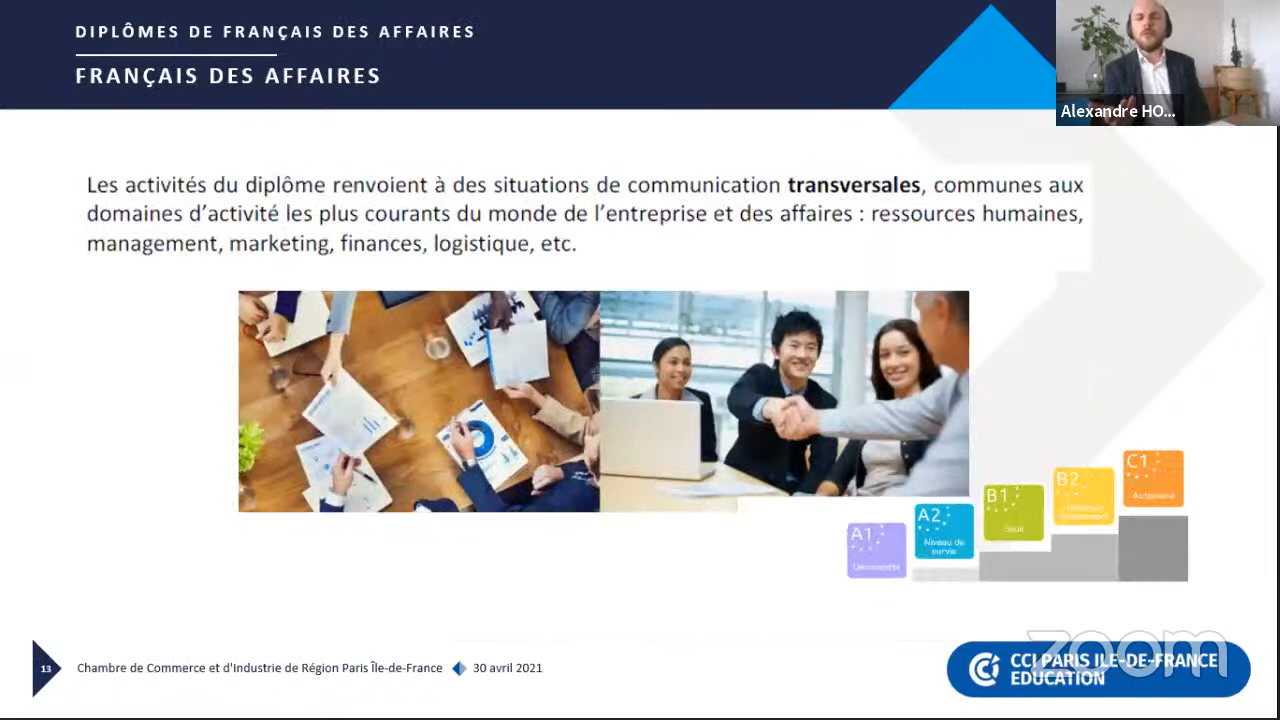 DIPLÔMES DE FRANÇAIS DES AFFAIRES
FRANÇAIS DES AFFAIRES
Alexandre HO...
Les activités du diplôme renvoient à des situations de communication transversales, communes aux
domaines d’activité les plus courants du monde de l’entreprise et des affaires : ressources humaines,
management, marketing, finances, logistique, etc.
C1
Autonomie
B2
B1
Seuil
A2
Niveau de
survie
A1
Découverte
13
Chambre de Commerce et d'Industrie de Région Paris Île-de-France
30 avril 2021
CCI PARIS ILE-DE-FRANCE
EDUCATION
zoom